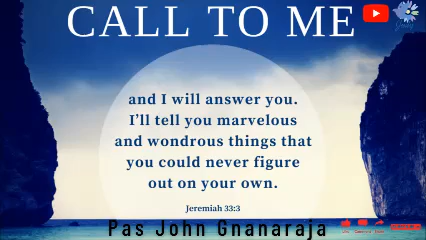 CALL TO ME
and I will answer you.
I'll tell you marvelous
and wondrous things that
you could never figure
out on your own.
Jeremiah 33:3
Pas John Gnanaraja